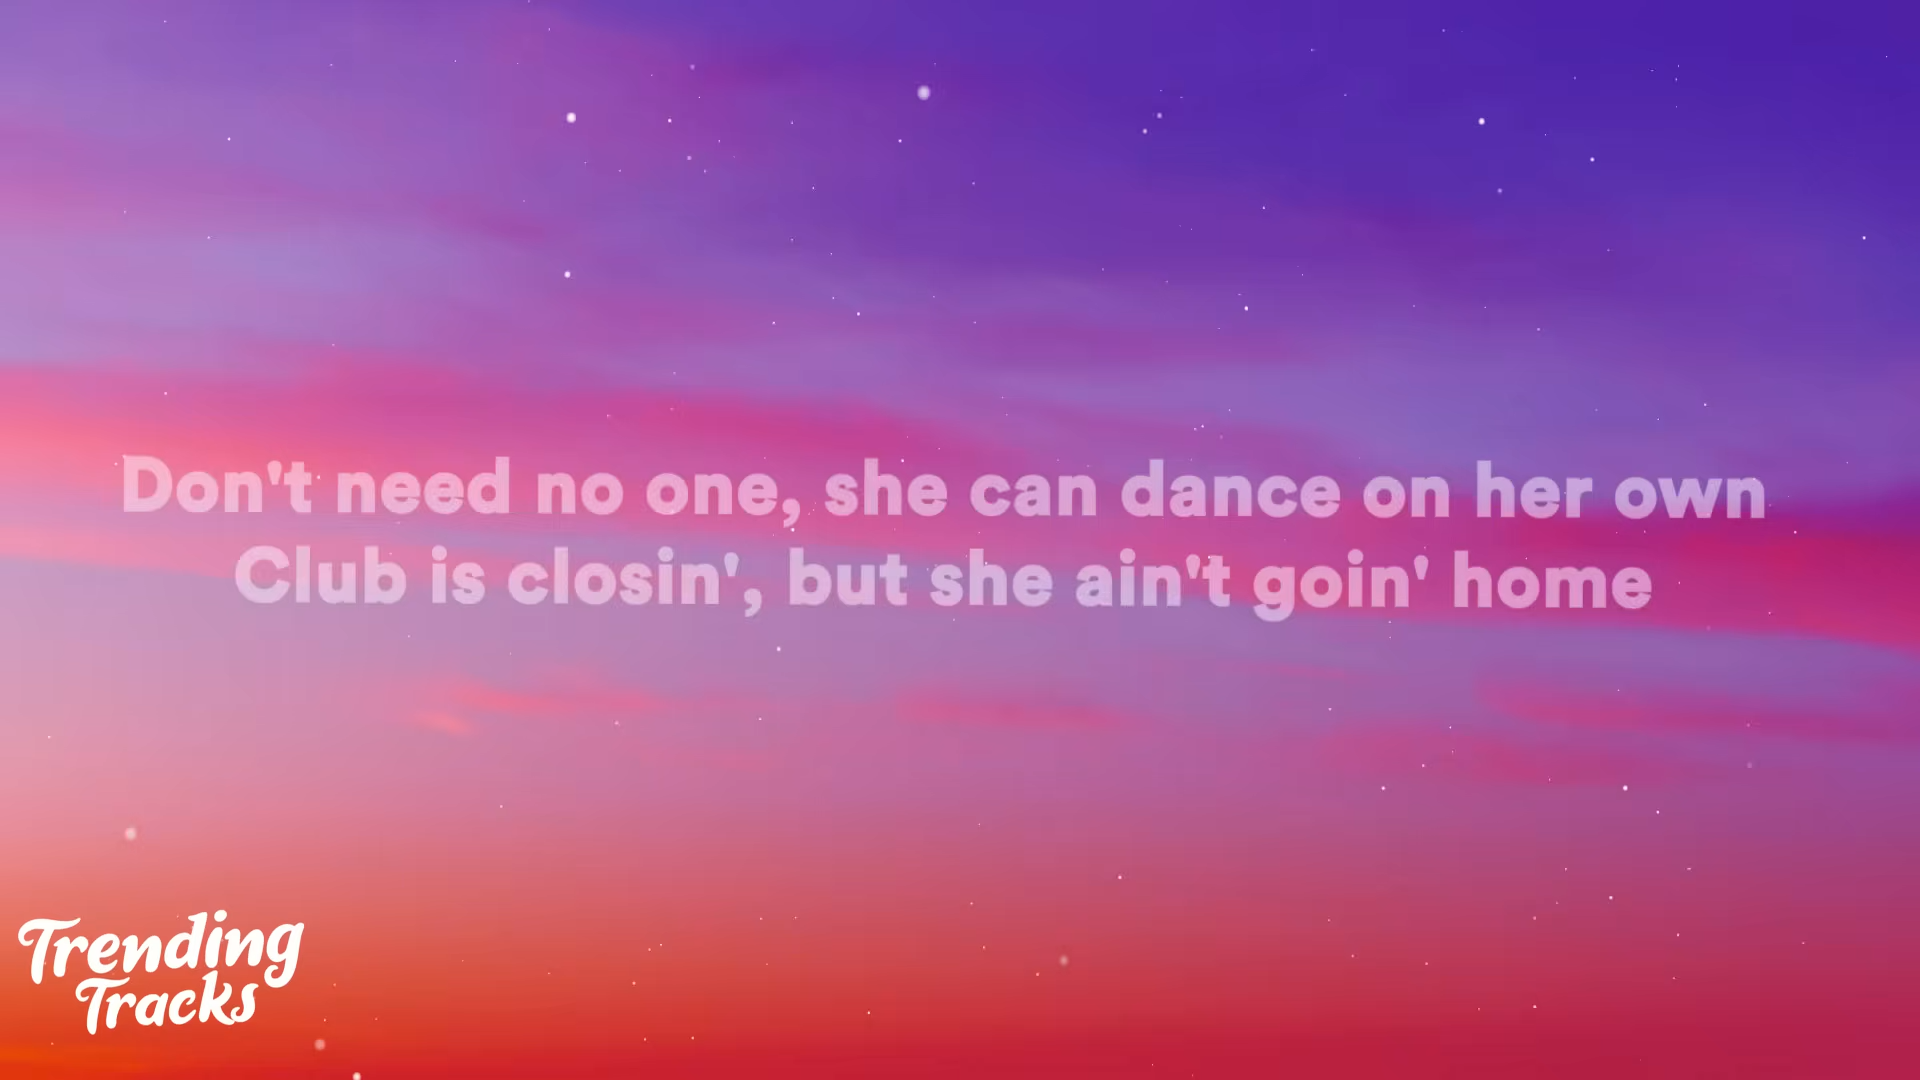 Don't need no one, she can dance on her own
Club is closin', but she ain't goin' home
Trending
Tracks